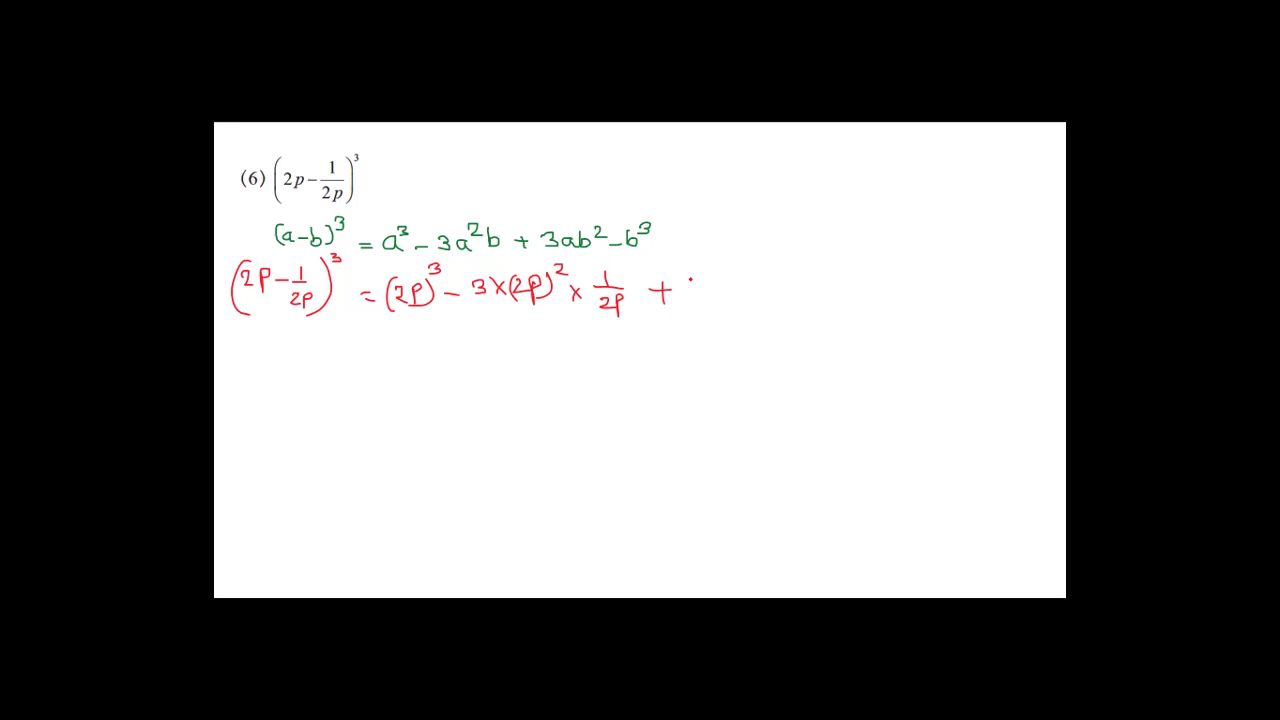 (6) (2p − 1/2p)³
(a−b)³ = a³ − 3a²b + 3ab² − b³
(2p − 1/2p)³ = (2p)³ − 3×(2p)² × 1/2p +